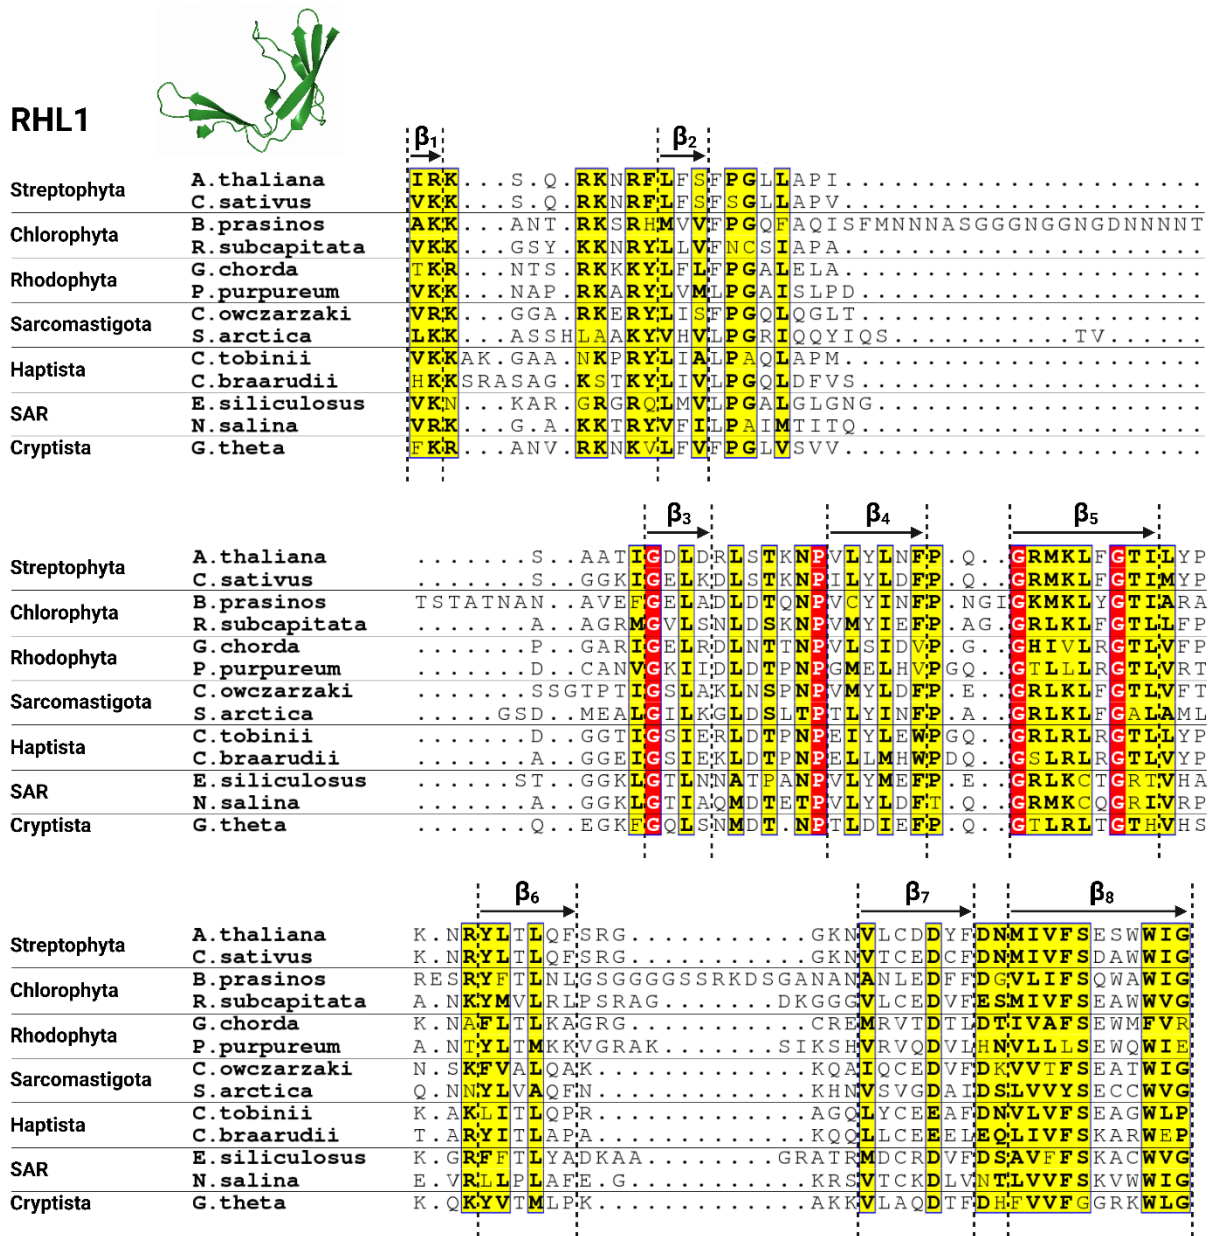 RHL1
β1 β2
Streptophyta
A.thaliana IRK...S.Q.RKNRFLFSFPGLLAPI......................
C.sativus VKK...S.Q.RKNRFLFSFSGLLAPV......................
Chlorophyta
B.prasinos AKK...ANT.RKSRHMVVFPGQFAQISFMNNNASGGGNGGNGDNNNNT
R.subcapitata VKK...GSY.KKNRYLLVFNCSIAPA......................
Rhodophyta
G.chorda TKR...NTS.RKKKYLFLFPGALELA......................
P.purpureum VKK...NAP.RKARYLVMLPGAISLPD.....................
Sarcomastigota
C.owczarzaki VRK...GGA.RKERYLISFPGQLQGLT.....................
S.arctica LKK...ASSHLAAKYVHVLPGRIQQYIQS...........TV......
Haptista
C.tobinii VKKAK.GAA.NKPRYLIALPAQLAPM......................
C.braarudii HKKSRASAG.KSTKYLIVLPGQLDFVS.....................
SAR
E.siliculosus VKN...KAR.GRGRQLMVLPGALGLGNG....................
N.salina VRK...G.A.KKTRYVFILPAIMTITQ.....................
Cryptista G.theta FKR...ANV.RKNKVLFVFPGLVSVV......................
β3 β4 β5
Streptophyta
A.thaliana .......S..AATIGDLDRLSTKNPVLYLNFP.Q..GRMKLFGTILYP
C.sativus .......S..GGKIGELKDLSTKNPILYLDFP.Q..GRMKLFGTIMYP
Chlorophyta
B.prasinos TSTATNAN..AVEFGELADLDTQNPVCYINFP.NGIGKMKLYGTIARA
R.subcapitata .......A..AGRMGVLSNLDSKNPVMYIEFP.AG.GRLKLFGTLLFP
Rhodophyta
G.chorda .......P..GARIGELRDLNTTNPVLSIDVP.G..GHIVLRGTLVFP
P.purpureum .......D..CANVGKIIDLDTPNPGMELHVPGQ..GTLLLRGTLVRT
Sarcomastigota
C.owczarzaki .......SSGTPTIGSLAKLNSPNPVMYLDFP.E..GRLKLFGTLVFT
S.arctica .....GSD..MEALGILKGLDSLTPTLYINFP.A..GRLKLFGALAML
Haptista
C.tobinii .......D..GGTIGSIERLDTPNPEIYLEWPGQ..GRLRLRGTLLYP
C.braarudii .......A..GGEIGSIEKLDTPNPELLMHWPDQ..GSLRLRGTLLYP
SAR
E.siliculosus ......ST..GGKLGTLNNATPANPVLYMEFP.E..GRLKCTGRTVHA
N.salina .......A..GGKLGTIAQMDTETPVLYLDFT.Q..GRMKCQGRIVRP
Cryptista G.theta .......Q..EGKFGQLSNMDT.NPTLDIEFP.Q..GTLRLTGTHVHS
β6 β7 β8
Streptophyta
A.thaliana K.NRYLTLQFSRG...........GKNVLCDDYFDNMIVFSESWWIG
C.sativus K.NRYLTLQFSRG...........GKNVTCEDCFDNMIVFSDAWWIG
Chlorophyta
B.prasinos RESRYFTLNLGSGGGGSSRKDSGANANANLEDFFDGVLIFSQWAWIG
R.subcapitata A.NKYMVLRLPSRAG.......DKGGGVLCEDVFESMIVFSEAWWVG
Rhodophyta
G.chorda K.NAFLTLKAGRG...........CREMRVTDTLDTIVAFSEWMFVR
P.purpureum A.NTYLTMKKVGRAK.......SIKSHVRVQDVLHNVLLLSEWQWIE
Sarcomastigota
C.owczarzaki N.SKFVALQAK.............KQAIQCEDVFDKVVTFSEATWIG
S.arctica Q.NNYLVAQFN.............KHNVSVGDAIDSLVVYSECCWVG
Haptista
C.tobinii K.AKLITLQPR.............AGQLYCEEAFDNVLVFSEAGWLP
C.braarudii T.ARYITLAPA.............KQQLLCEEELEQLIVFSKARWEP
SAR
E.siliculosus K.GRFFTLYADKAA........GRATRMDCRDVFDSAVFFSKACWVG
N.salina E.VRLLPLAFE.G...........KRSVTCKDLVNTLVVFSKVWWIG
Cryptista G.theta K.QKYVTMLPK.............AKKVLAQDTFDHFVVFGGRKWLG